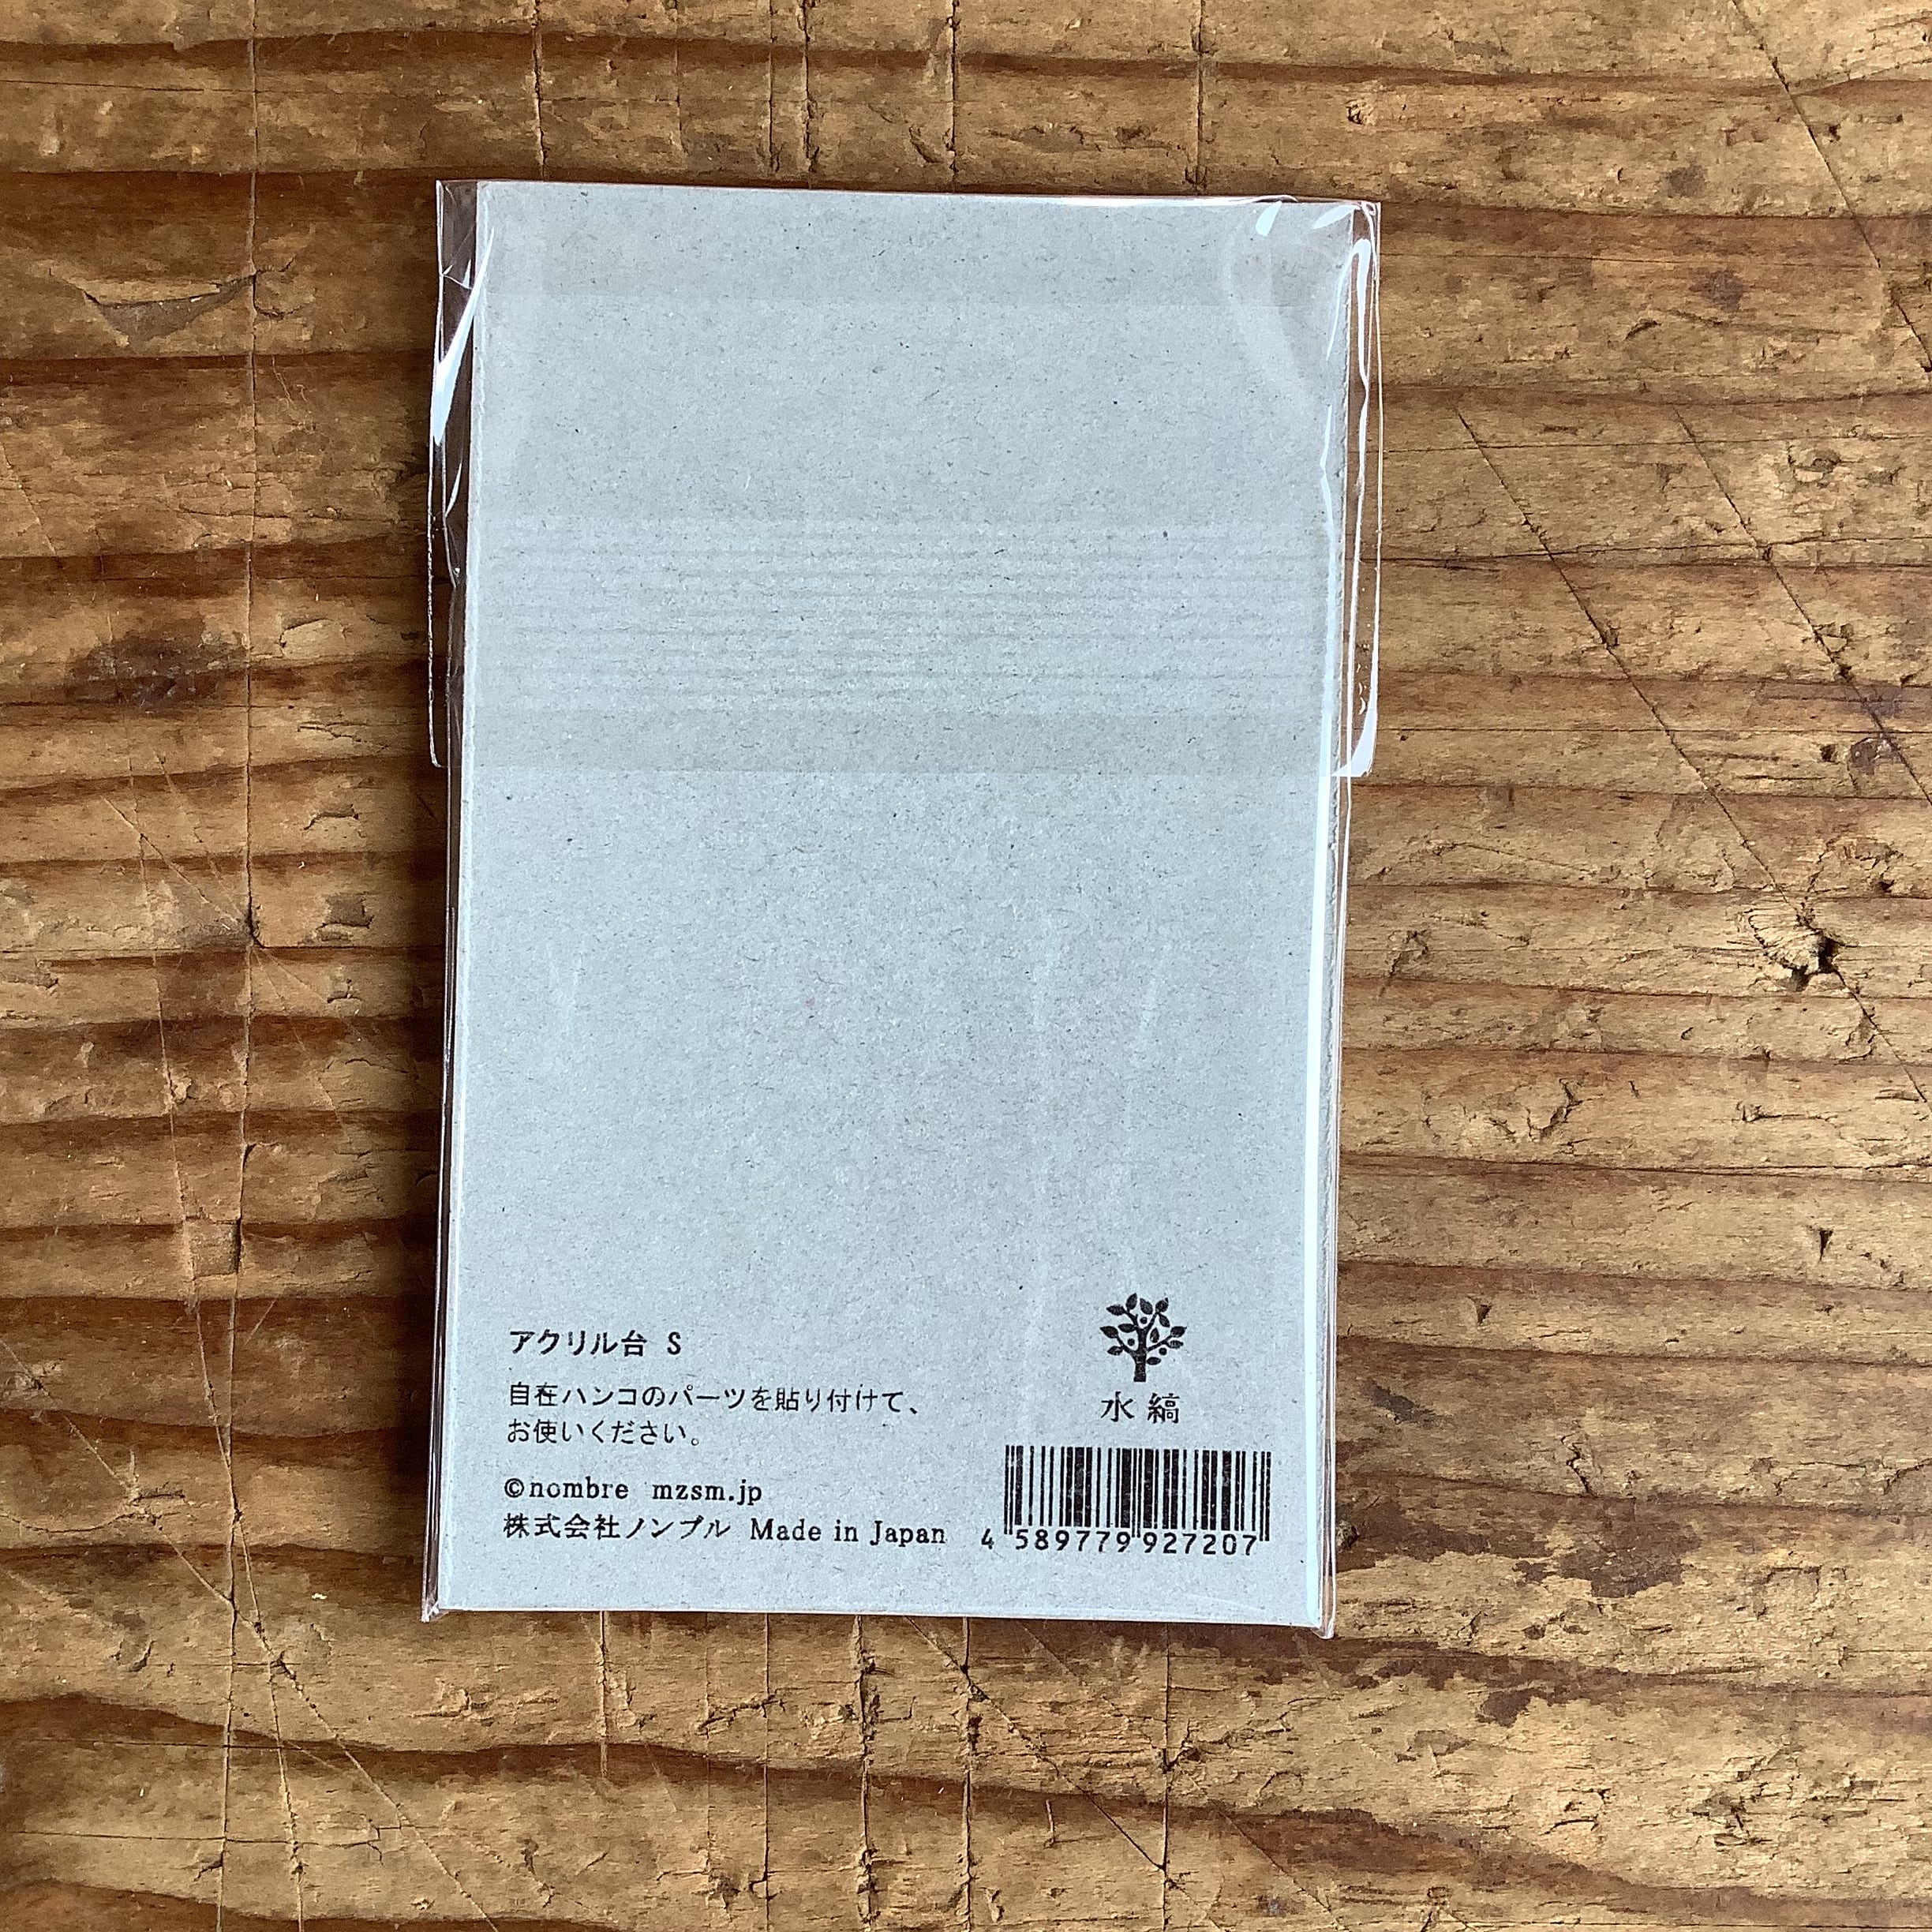 アクリル台 S
自在ハンコのパーツを貼り付けて、
お使いください。
©nombre mzsm.jp
株式会社ノンブル Made in Japan
水縞
4 589779 927207